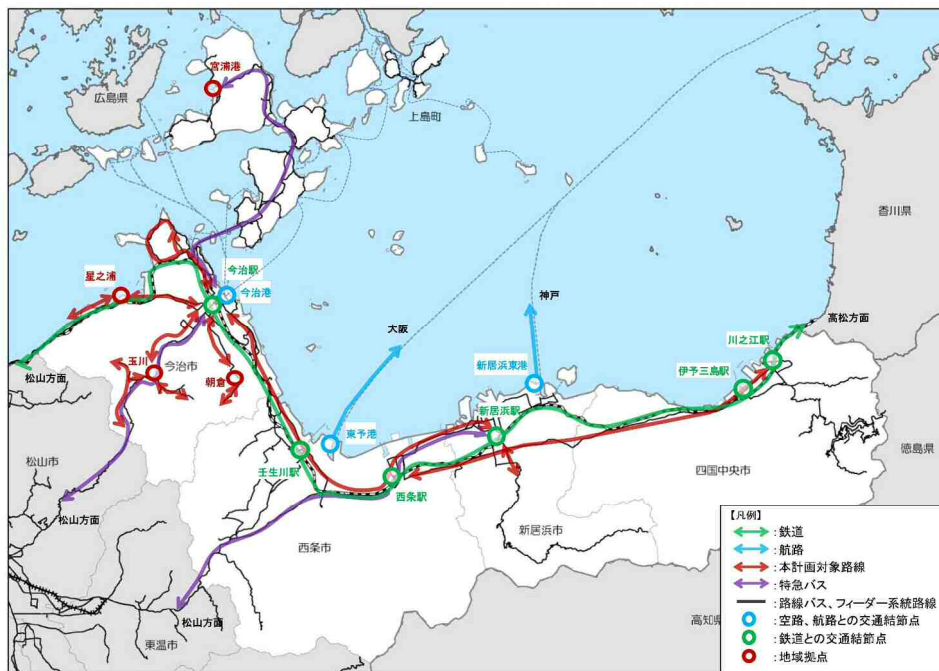 宮浦港
広島県
上島町
香川県
今治駅
星之浦
今治港
神戸
高松方面
大阪
川之江駅
玉川
今治市
新居浜東港
伊予三島駅
松山方面
朝倉
新居浜駅
東予港
徳島県
松山市
壬生川駅
四国中央市
西条駅
松山方面
新居浜市
西条市
高知県
松山方面
東温市
【凡例】
:鉄道
:航路
:本計画対象路線
:特急バス
:路線バス、フィーダー系統路線
:空路、航路との交通結節点
:鉄道との交通結節点
:地域拠点